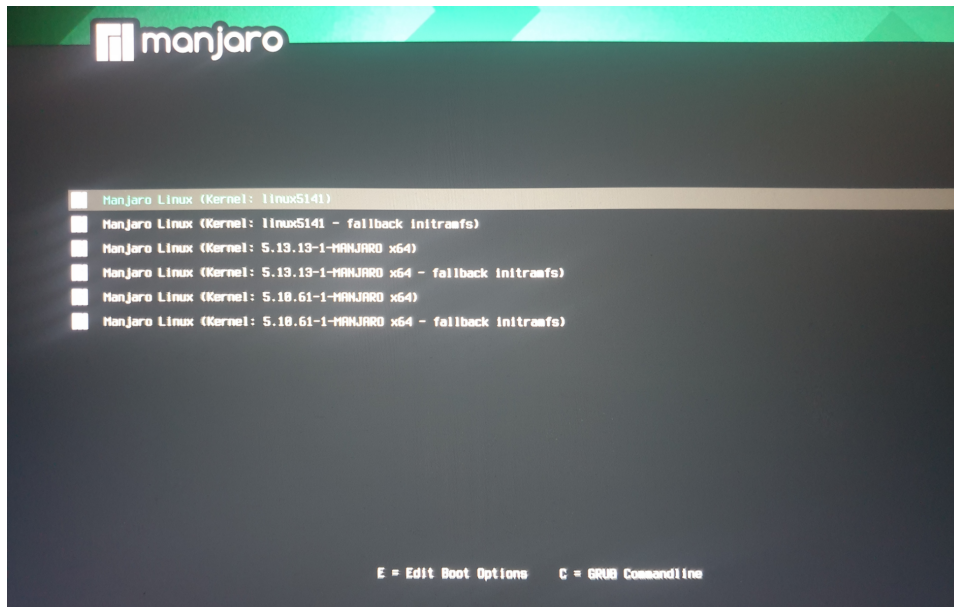 manjaro
Manjaro Linux (Kernel: linux5141)
Manjaro Linux (Kernel: linux5141 - fallback initramfs)
Manjaro Linux (Kernel: 5.13.13-1-MANJARO x64)
Manjaro Linux (Kernel: 5.13.13-1-MANJARO x64 - fallback initramfs)
Manjaro Linux (Kernel: 5.10.61-1-MANJARO x64)
Manjaro Linux (Kernel: 5.10.61-1-MANJARO x64 - fallback initramfs)
E = Edit Boot Options C = GRUB Commandline